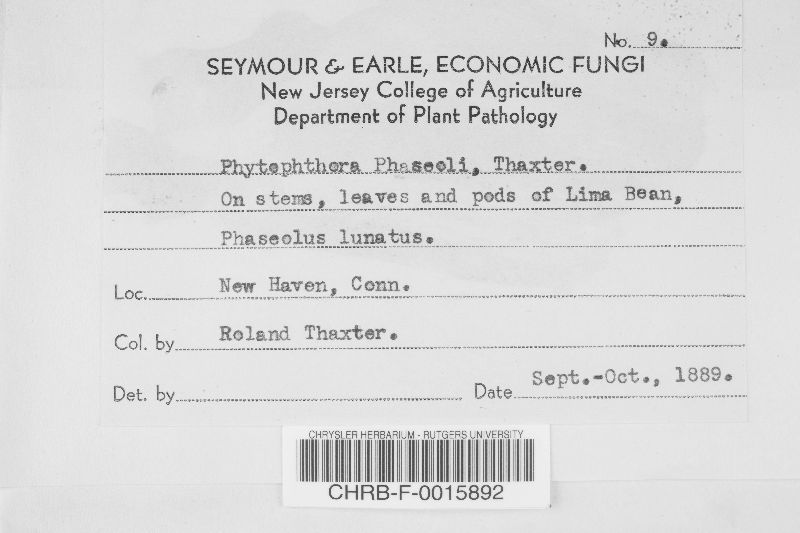 No. 9.
SEYMOUR & EARLE, ECONOMIC FUNGI
New Jersey College of Agriculture
Department of Plant Pathology
Phytophthora Phaseoli, Thaxter.
On stems, leaves and pods of Lima Bean,
Phaseolus lunatus.
Loc. New Haven, Conn.
Col. by Roland Thaxter.
Det. by
Date Sept.-Oct., 1889.
CHRYSLER HERBARIUM - RUTGERS UNIVERSITY
CHRB-F-0015892